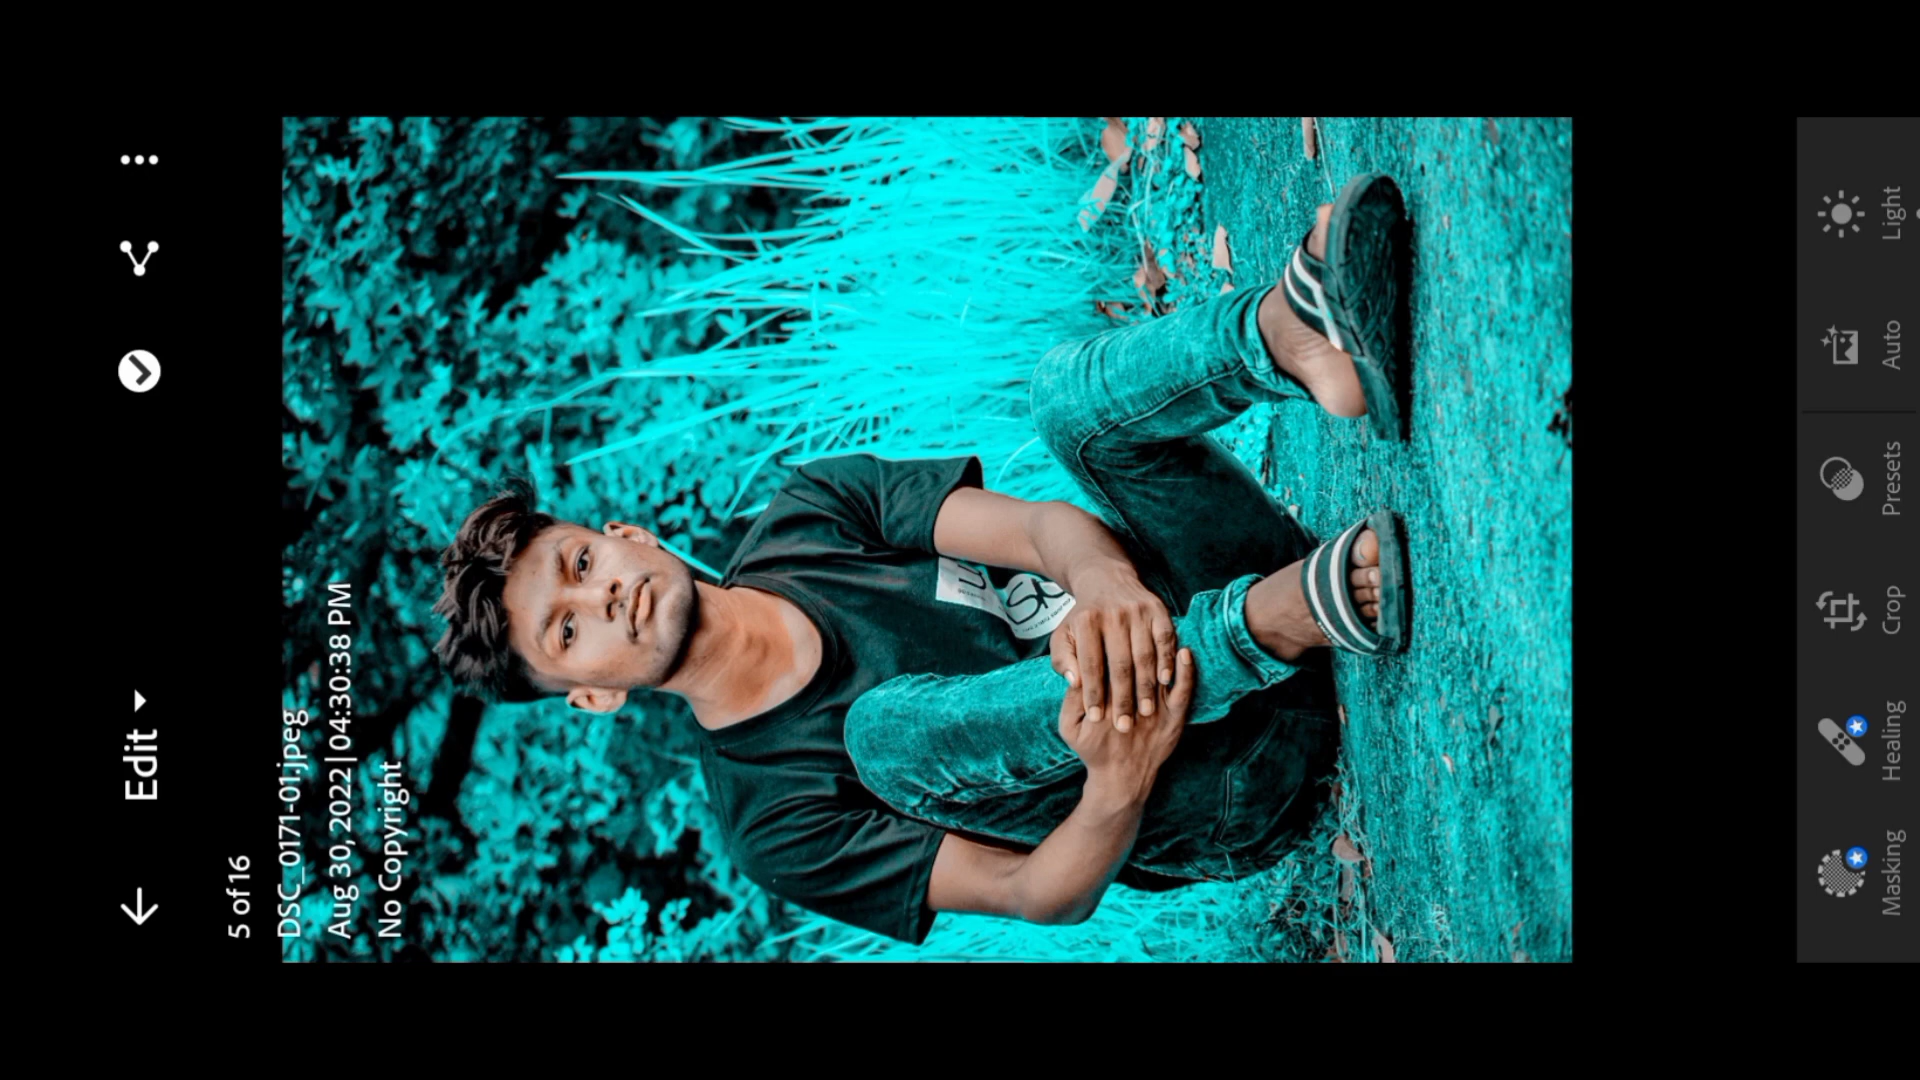 Edit
5 of 16
DSC_0171-01.jpeg
Aug 30, 2022 | 04:30:38 PM
No Copyright
Masking
Healing
Crop
Presets
Auto
Light